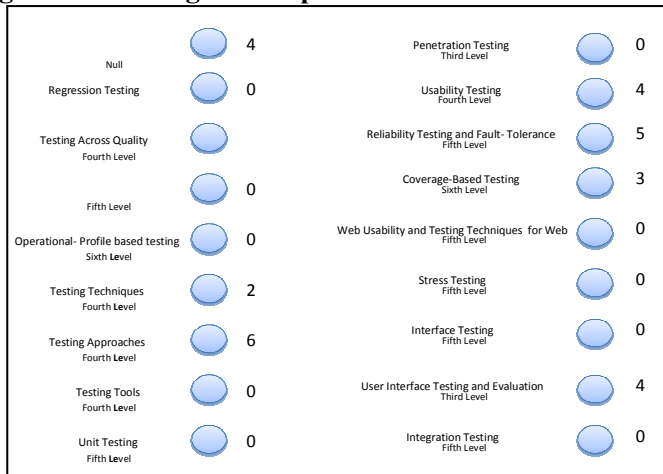 4
Null
Regression Testing 0
Testing Across Quality
Fourth Level
0
Fifth Level
Operational- Profile based testing 0
Sixth Level
Testing Techniques 2
Fourth Level
Testing Approaches 6
Fourth Level
Testing Tools 0
Fourth Level
Unit Testing 0
Fifth Level
Penetration Testing 0
Third Level
Usability Testing 4
Fourth Level
Reliability Testing and Fault- Tolerance 5
Fifth Level
Coverage-Based Testing 3
Sixth Level
Web Usability and Testing Techniques for Web 0
Fifth Level
Stress Testing 0
Fifth Level
Interface Testing 0
Fifth Level
User Interface Testing and Evaluation 4
Third Level
Integration Testing 0
Fifth Level